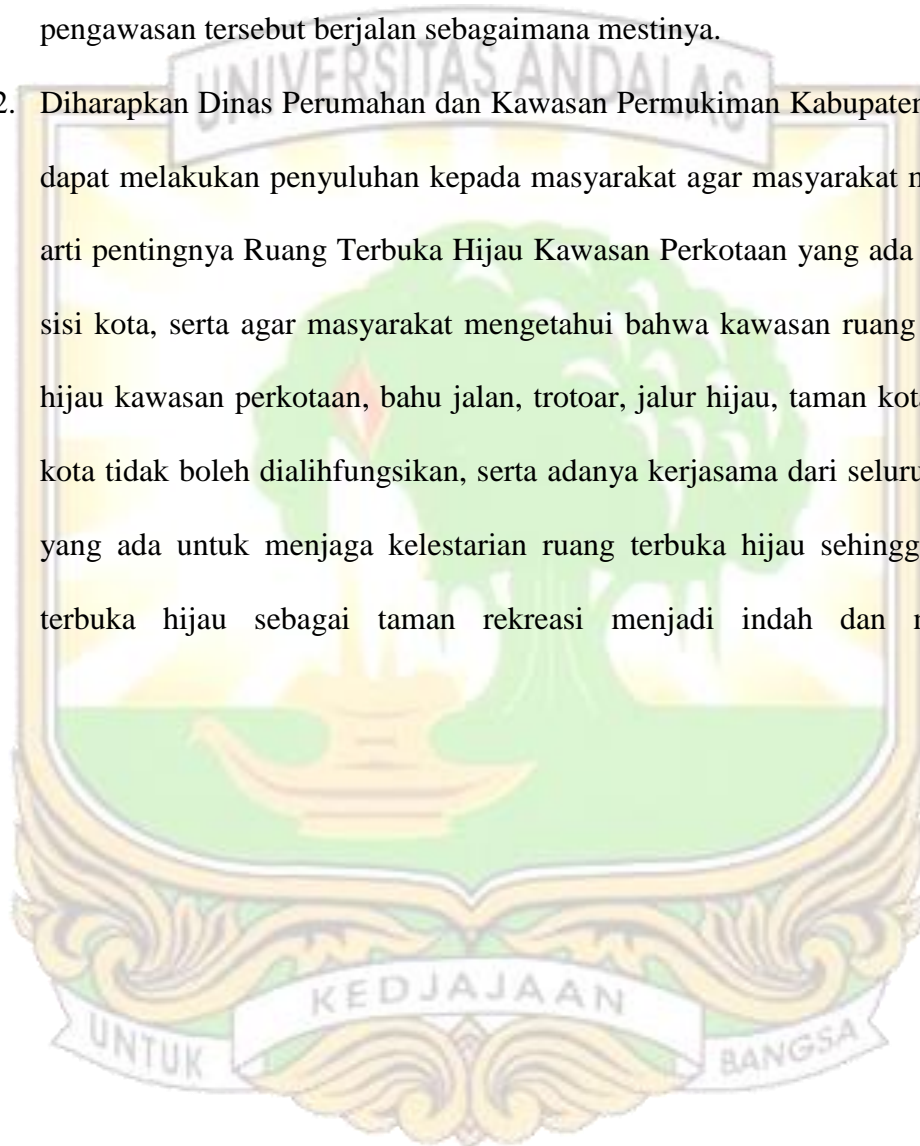 pengawasan tersebut berjalan sebagaimana mestinya.
UNIVERSITAS ANDALAS
2. Diharapkan Dinas Perumahan dan Kawasan Permukiman Kabupaten
dapat melakukan penyuluhan kepada masyarakat agar masyarakat
arti pentingnya Ruang Terbuka Hijau Kawasan Perkotaan yang ada
sisi kota, serta agar masyarakat mengetahui bahwa kawasan ruang
hijau kawasan perkotaan, bahu jalan, trotoar, jalur hijau, taman
kota tidak boleh dialihfungsikan, serta adanya kerjasama dari
yang ada untuk menjaga kelestarian ruang terbuka hijau
terbuka hijau sebagai taman rekreasi menjadi indah dan
KEDJAJAAN
UNTUK BANGSA